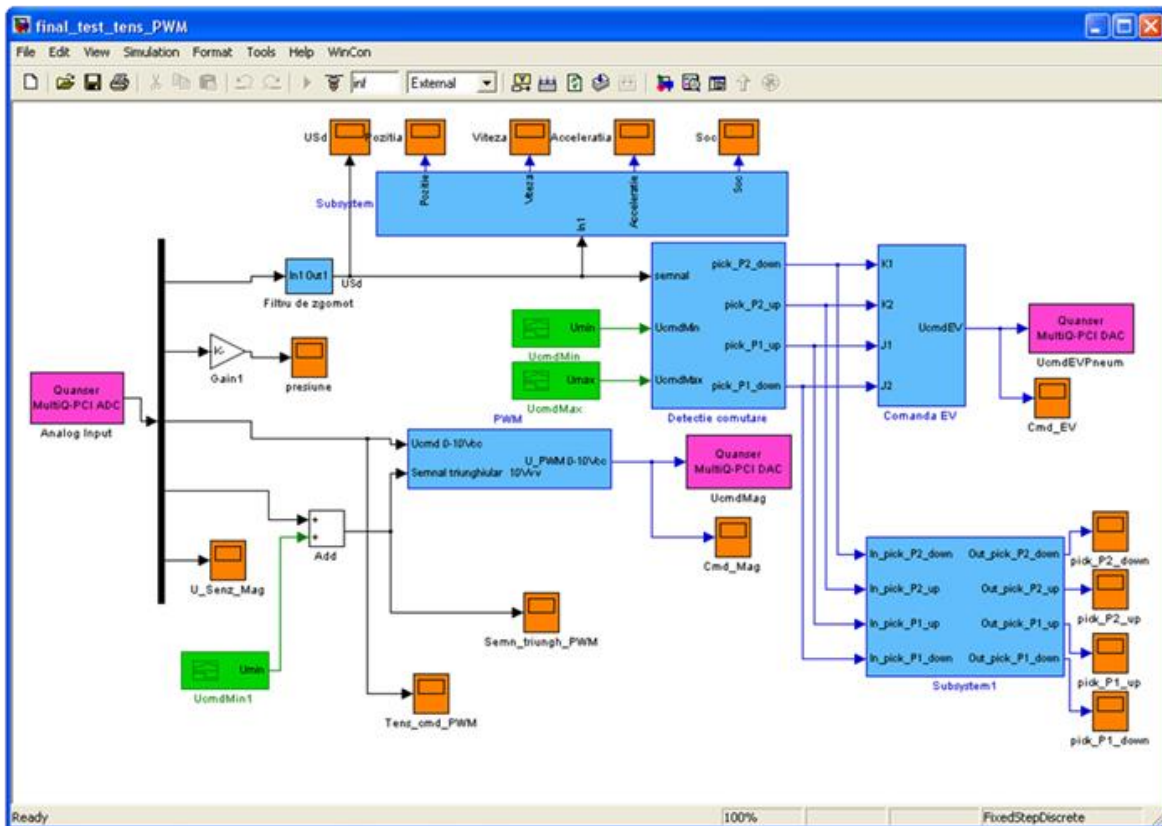 final_test_tens_PWM
File Edit View Simulation Format Tools Help WinCon
inf External
USd Pozitia Viteza Acceleratia Soc
Pozitie Viteza Acceleratie Soc
Subsystem
In1
In1 Out1
USd
Filtru de zgomot
semnal
UcmdMin
UcmdMax
pick_P2_down
pick_P2_up
pick_P1_up
pick_P1_down
Detectie comutare
K1
K2
J1
J2
UcmdEV
Comanda EV
Quanser
MultiQ-PCI DAC
UcmdEVPneum
Cmd_EV
Umin
UcmdMin
Umax
UcmdMax
K-
Gain1
presiune
Quanser
MultiQ-PCI ADC
Analog Input
PWM
Ucmd 0-10Vcc
Semnal triunghiular 10Vvv
U_PWM 0-10Vcc
Quanser
MultiQ-PCI DAC
UcmdMag
Cmd_Mag
+
+
Add
U_Senz_Mag
Semn_triungh_PWM
Umin
UcmdMin1
Tens_cmd_PWM
In_pick_P2_down Out_pick_P2_down
In_pick_P2_up Out_pick_P2_up
In_pick_P1_up Out_pick_P1_up
In_pick_P1_down Out_pick_P1_down
Subsystem1
pick_P2_down
pick_P2_up
pick_P1_up
pick_P1_down
Ready 100% FixedStepDiscrete